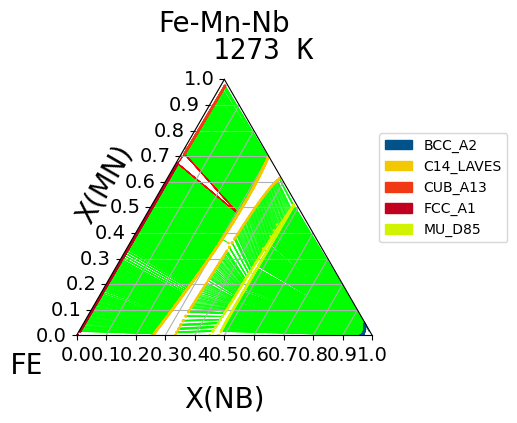 Fe-Mn-Nb
1273 K
1.0
0.9
0.8
0.7
0.6
0.5
0.4
0.3
0.2
0.1
0.0
X(MN)
0.00.10.20.30.40.50.60.70.80.91.0
FE
X(NB)
BCC_A2
C14_LAVES
CUB_A13
FCC_A1
MU_D85